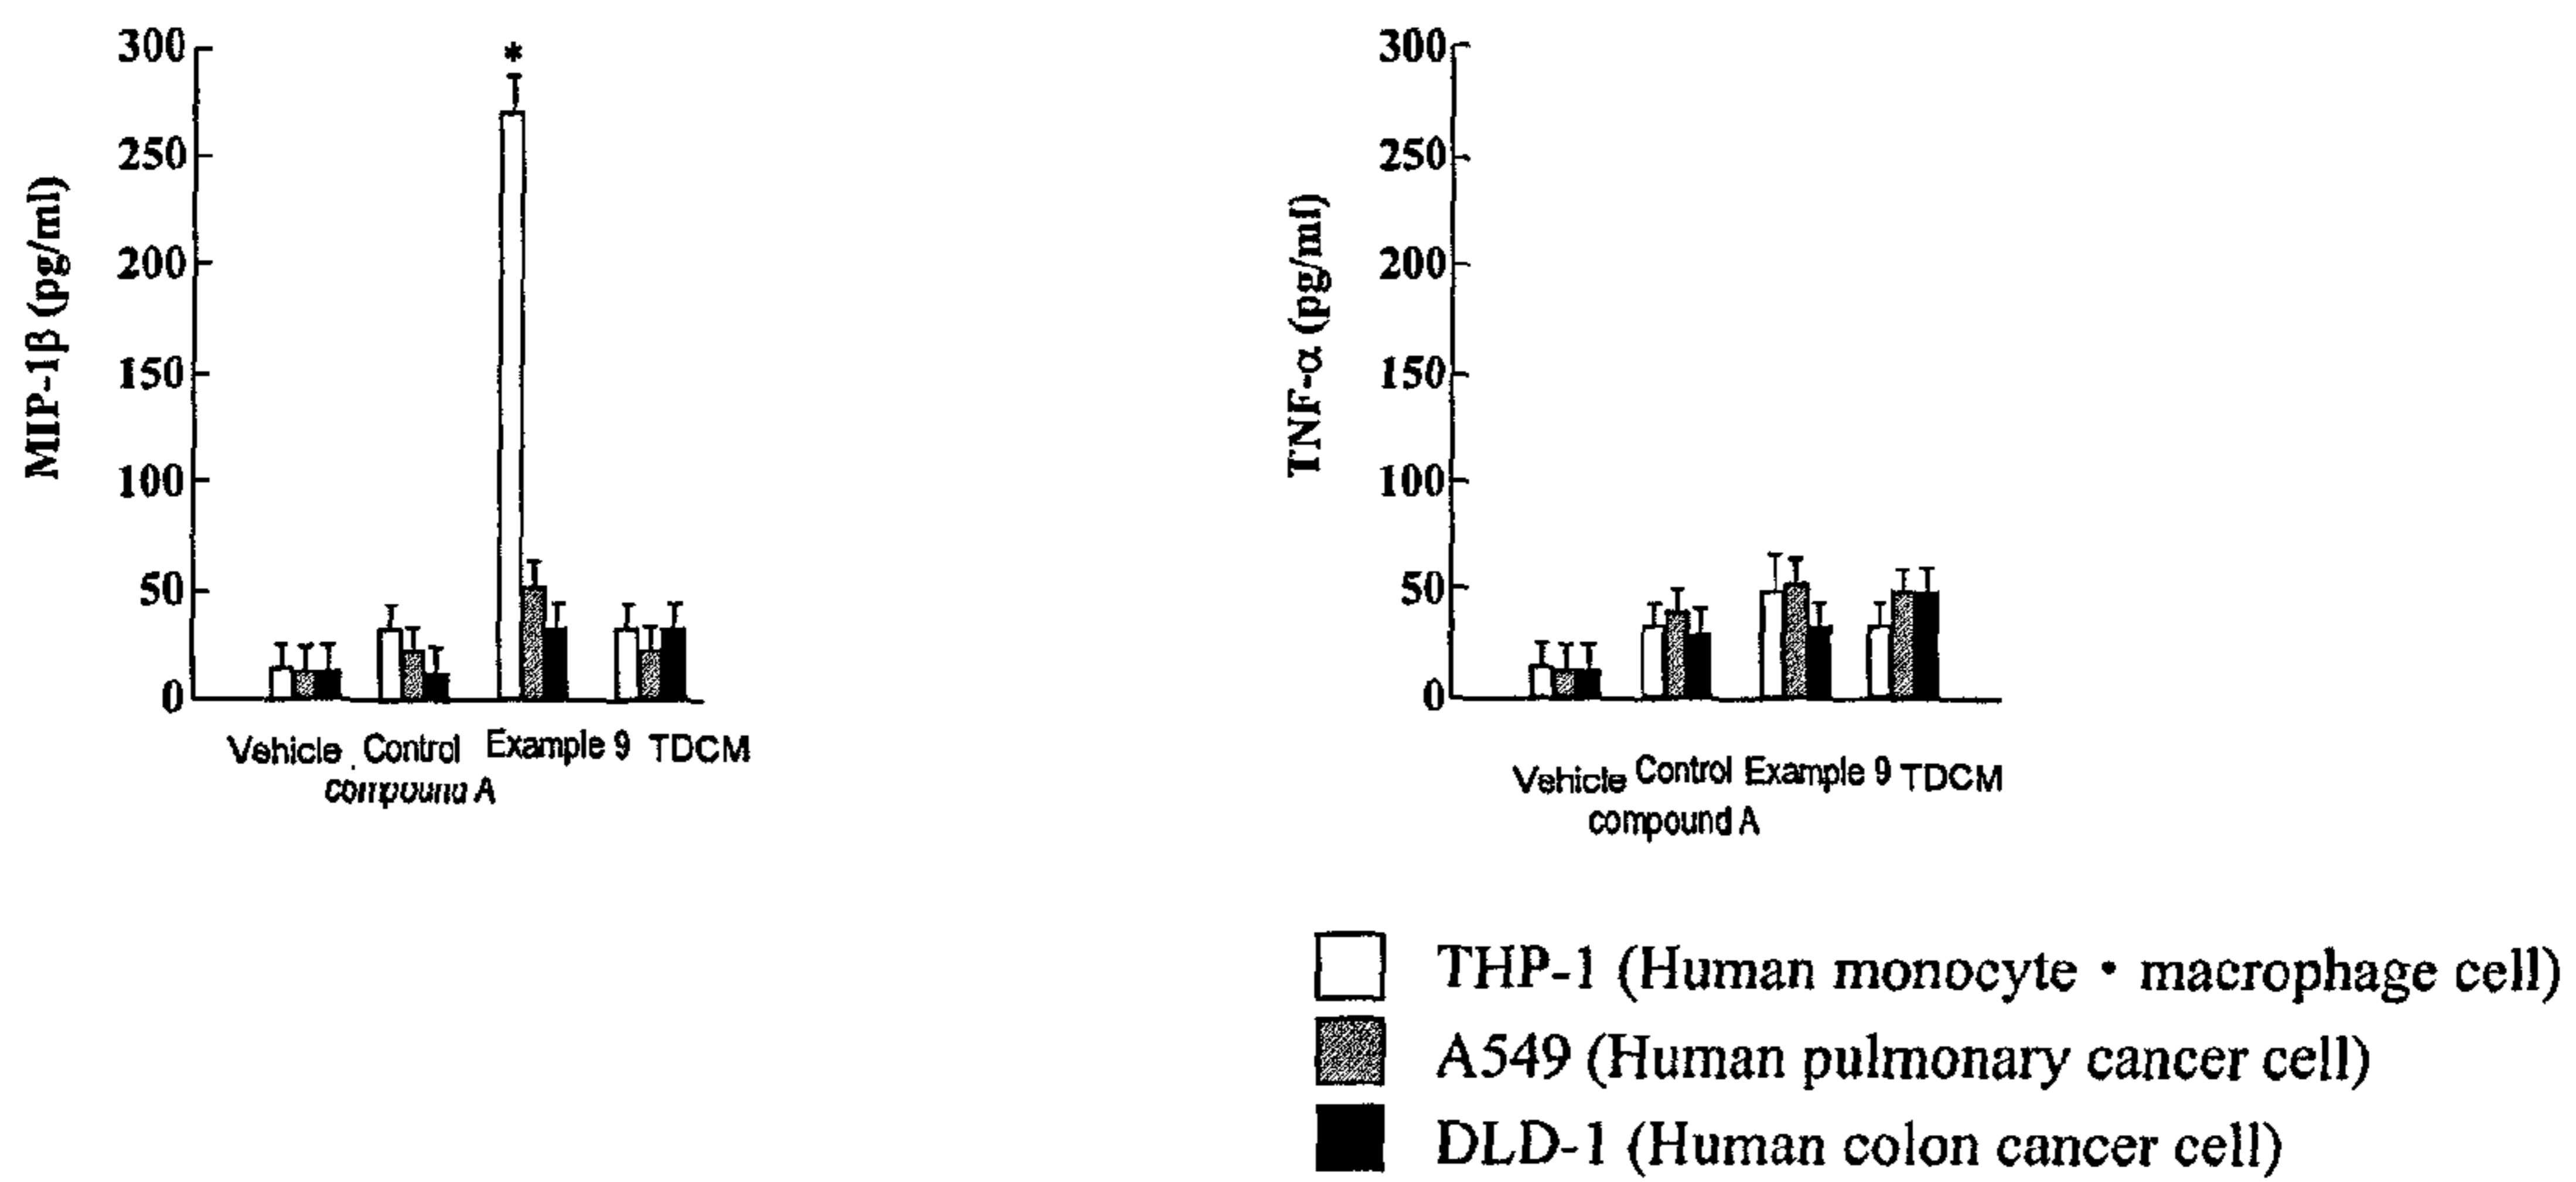 300
250
200
150
100
50
0
MIP-1β (pg/ml)
*
Vehicle Control Example 9 TDCM
compound A
300
250
200
150
100
50
0
TNF-α (pg/ml)
Vehicle Control Example 9 TDCM
compound A
THP-1 (Human monocyte・macrophage cell)
A549 (Human pulmonary cancer cell)
DLD-1 (Human colon cancer cell)